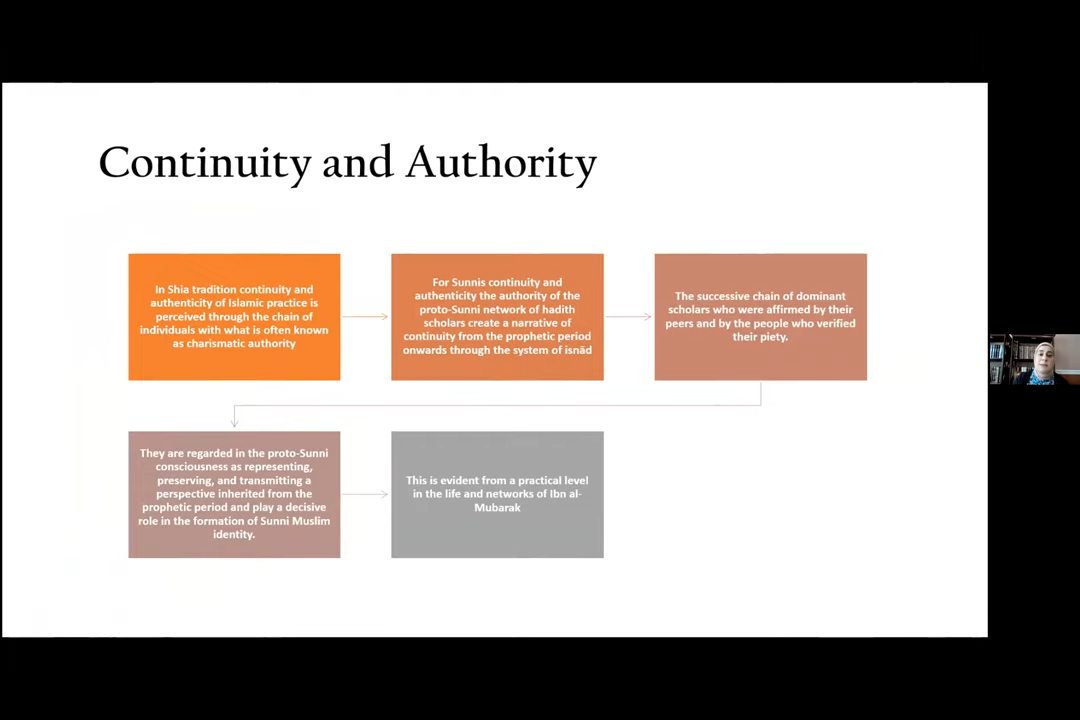 Continuity and Authority
In Shia tradition continuity and
authenticity of Islamic practice is
perceived through the chain of
individuals with what is often known
as charismatic authority
For Sunnis continuity and
authenticity the authority of the
proto-Sunni network of hadith
scholars create a narrative of
continuity from the prophetic period
onwards through the system of isnād
The successive chain of dominant
scholars who were affirmed by their
peers and by the people who verified
their piety.
They are regarded in the proto-Sunni
consciousness as representing,
preserving, and transmitting a
perspective inherited from the
prophetic period and play a decisive
role in the formation of Sunni Muslim
identity.
This is evident from a practical level
in the life and networks of Ibn al-
Mubarak